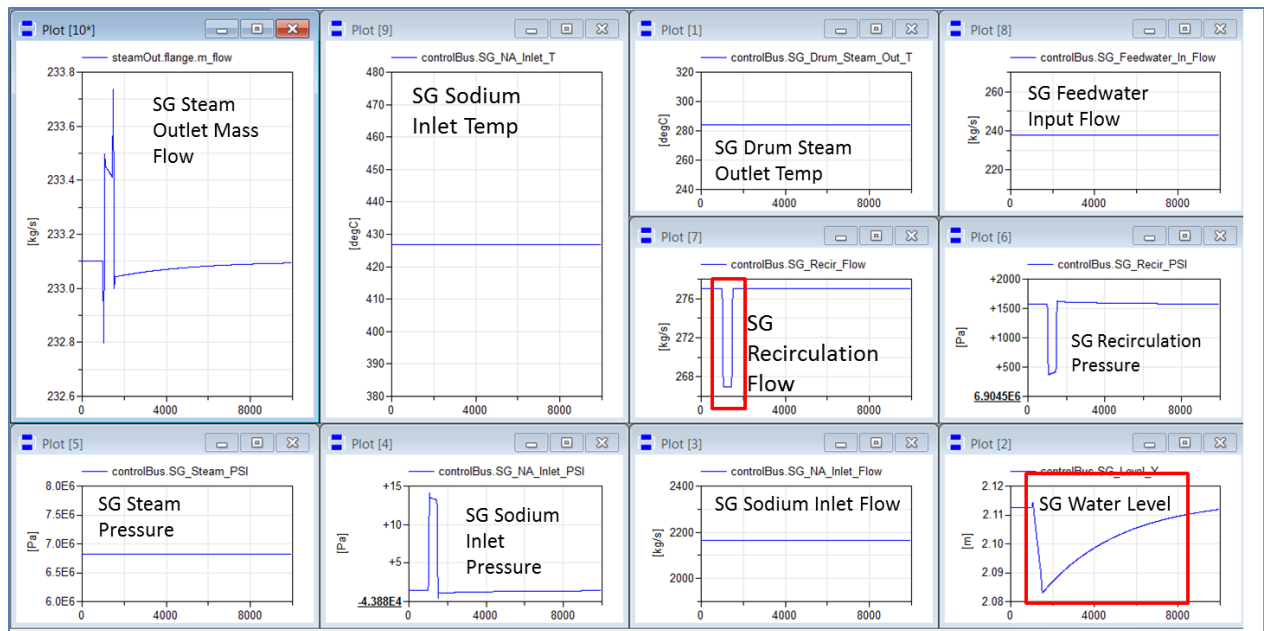 Plot [10*]
steamOut.flange.m_flow
233.8
233.6
233.4
233.2
233.0
232.8
232.6
[kg/s]
SG Steam
Outlet Mass
Flow
0 4000 8000
Plot [9]
controlBus.SG_NA_Inlet_T
480
470
460
450
440
430
420
410
400
390
380
[degC]
SG Sodium
Inlet Temp
0 4000 8000
Plot [1]
controlBus.SG_Drum_Steam_Out_T
320
300
280
260
240
[degC]
SG Drum Steam
Outlet Temp
0 4000 8000
Plot [8]
controlBus.SG_Feedwater_In_Flow
260
240
220
[kg/s]
SG Feedwater
Input Flow
0 4000 8000
Plot [7]
controlBus.SG_Recir_Flow
276
272
268
[kg/s]
SG
Recirculation
Flow
0 4000 8000
Plot [6]
controlBus.SG_Recir_PSI
+2000
+1500
+1000
+500
6.9045E6
[Pa]
SG Recirculation
Pressure
0 4000 8000
Plot [5]
controlBus.SG_Steam_PSI
8.0E6
7.5E6
7.0E6
6.5E6
6.0E6
[Pa]
SG Steam
Pressure
0 4000 8000
Plot [4]
controlBus.SG_NA_Inlet_PSI
+15
+10
+5
-4.388E4
[Pa]
SG Sodium
Inlet
Pressure
0 4000 8000
Plot [3]
controlBus.SG_NA_Inlet_Flow
2400
2200
2000
[kg/s]
SG Sodium Inlet Flow
0 4000 8000
Plot [2]
controlBus.SG_Level_Y
2.12
2.11
2.10
2.09
2.08
[m]
SG Water Level
0 4000 8000